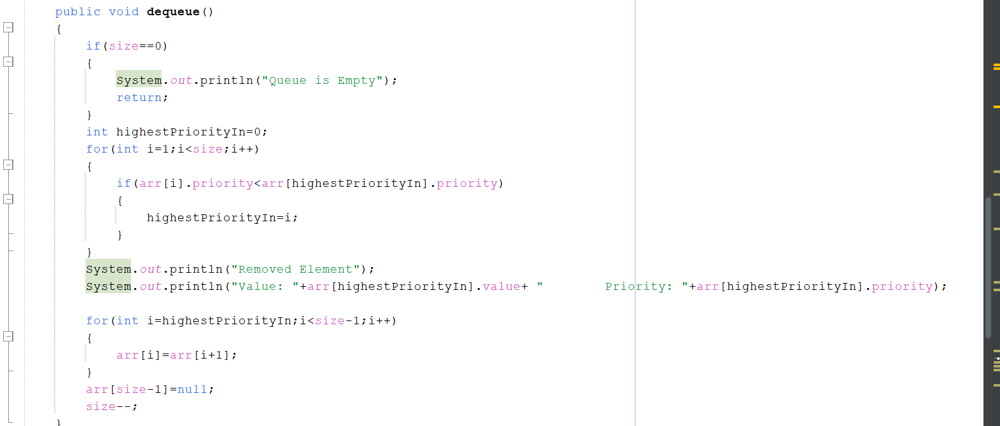 public void dequeue()
{
if(size==0)
{
System.out.println("Queue is Empty");
return;
}
int highestPriorityIn=0;
for(int i=1;i<size;i++)
{
if(arr[i].priority<arr[highestPriorityIn].priority)
{
highestPriorityIn=i;
}
}
System.out.println("Removed Element");
System.out.println("Value: "+arr[highestPriorityIn].value+ "        Priority: "+arr[highestPriorityIn].priority);
for(int i=highestPriorityIn;i<size-1;i++)
{
arr[i]=arr[i+1];
}
arr[size-1]=null;
size--;
}